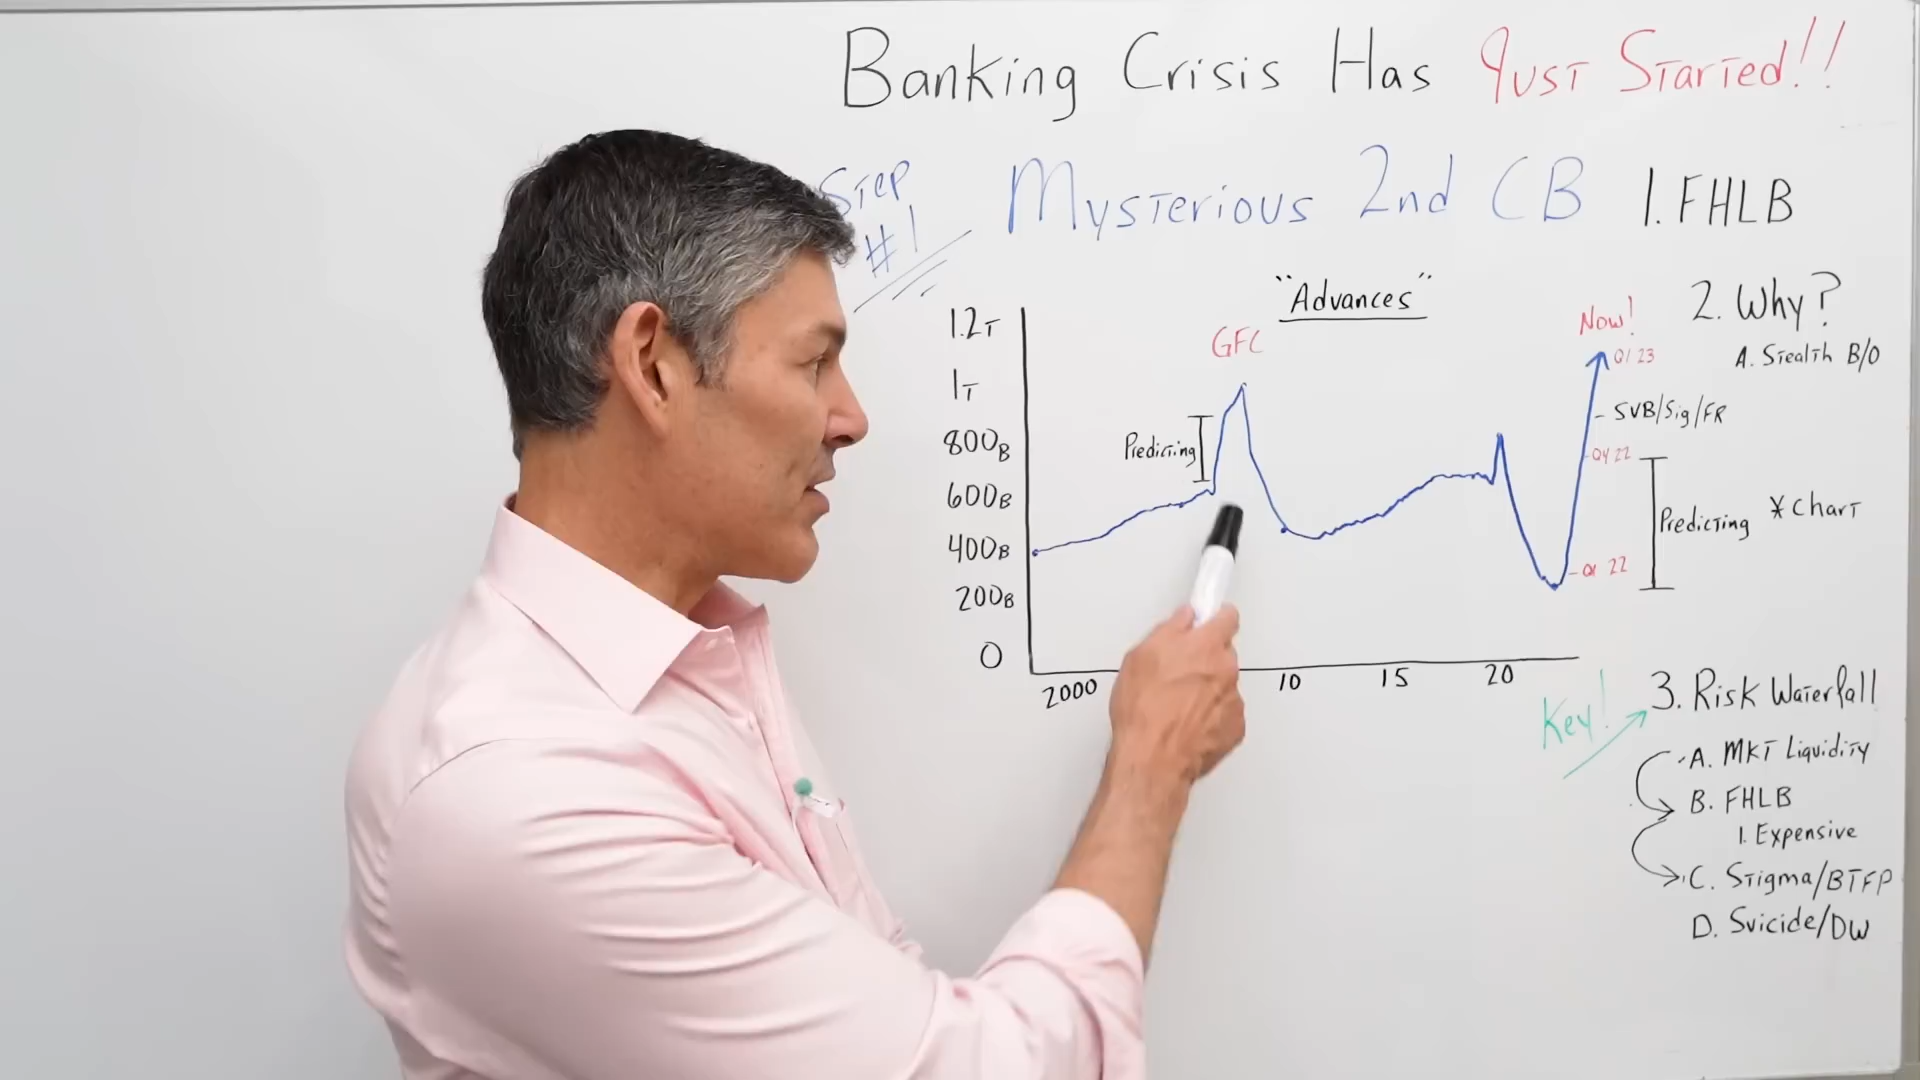 Banking Crisis Has Just Started!!
Step
#1
Mysterious 2nd CB
1. FHLB
"Advances"
2. Why?
A. Stealth B/O
1.2T
1T
800B
600B
400B
200B
0
2000
10
15
20
GFC
Predicting
Now!
Q1 23
- SVB/Sig/FR
- Q4 22
- Q1 22
Predicting
* Chart
Key!
3. Risk Waterfall
A. MKT Liquidity
B. FHLB
1. Expensive
C. Stigma/BTFP
D. Suicide/DW